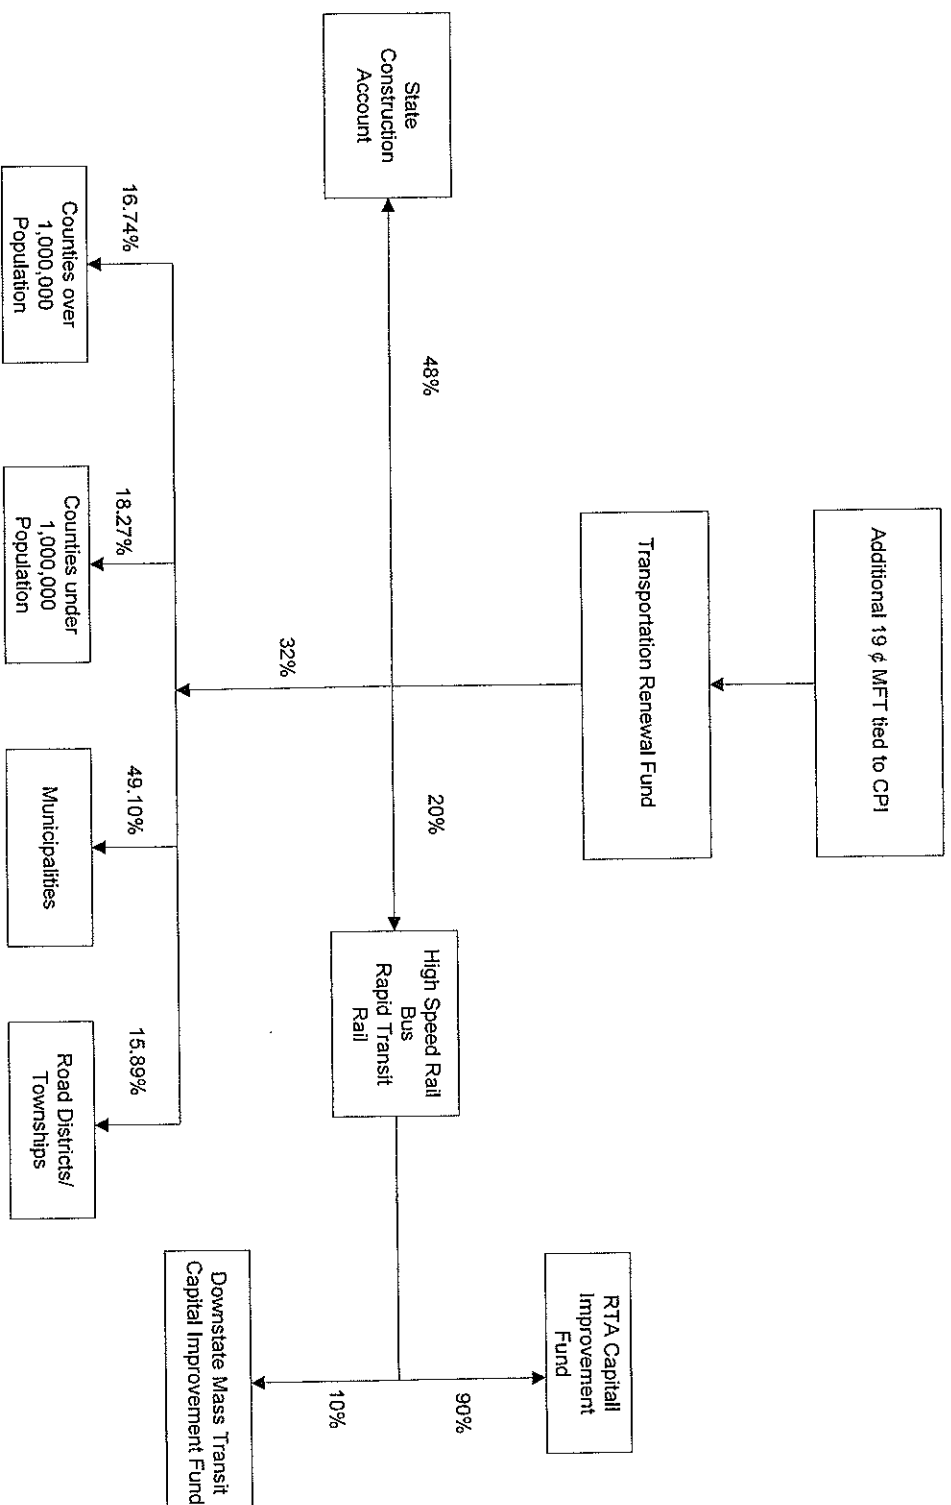 Additional 19 ¢ MFT tied to CPI
Transportation Renewal Fund
48%
20%
32%
State
Construction
Account
High Speed Rail
Bus
Rapid Transit
Rail
RTA Capitall
Improvement
Fund
90%
10%
Downstate Mass Transit
Capital Improvement Fund
16.74%
18.27%
49.10%
15.89%
Counties over
1,000,000
Population
Counties under
1,000,000
Population
Municipalities
Road Districts/
Townships